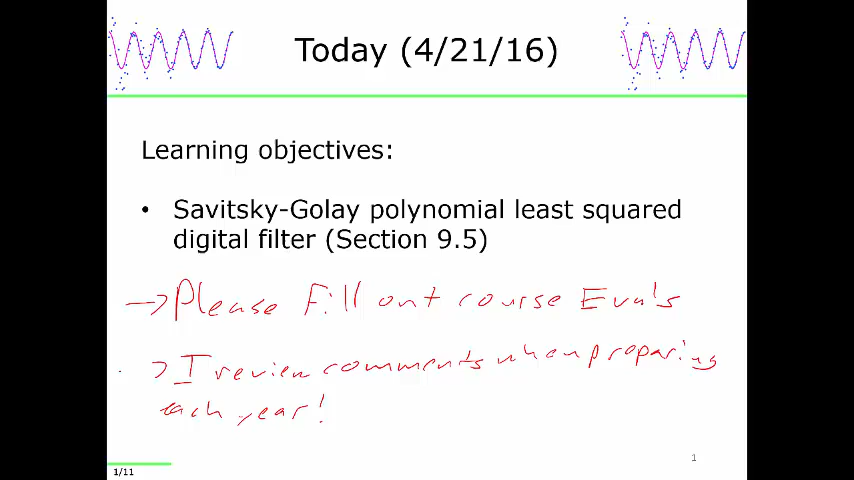 Today (4/21/16)
Learning objectives:
• Savitsky-Golay polynomial least squared
digital filter (Section 9.5)
→ Please Fill out course Eval's
→ I review comments when preparing
each year!
1
1/11